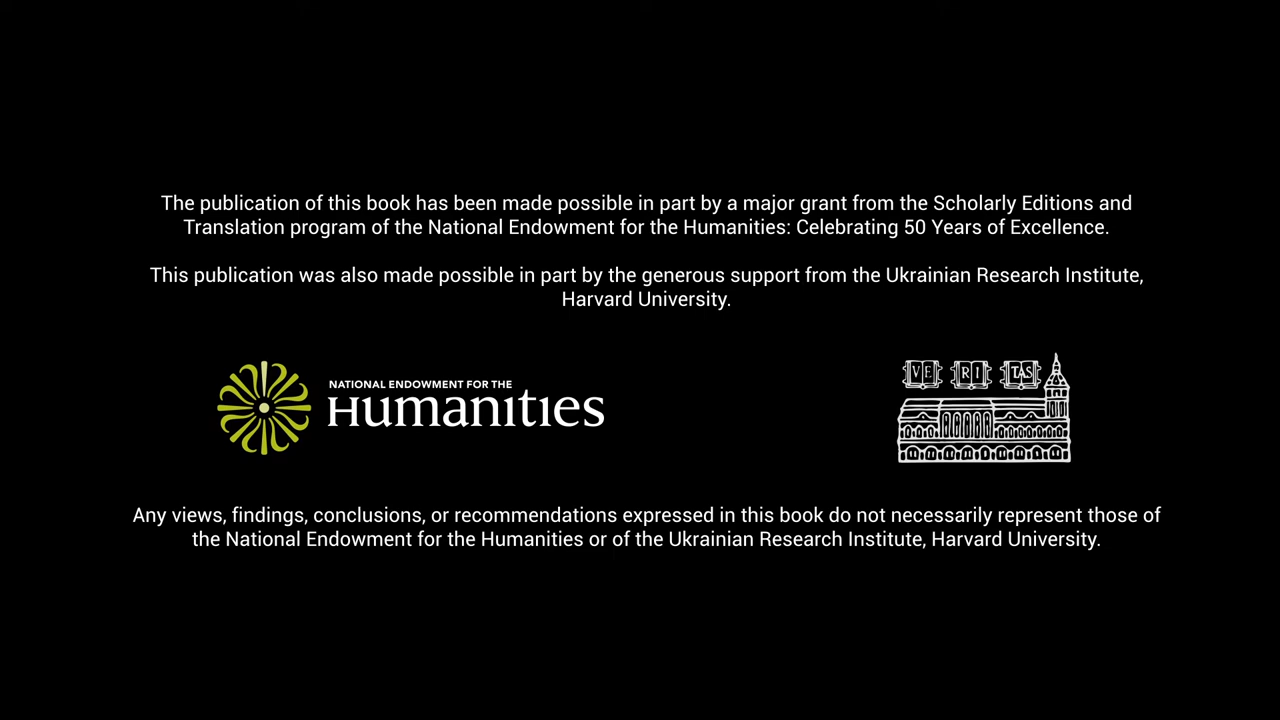 The publication of this book has been made possible in part by a major grant from the Scholarly Editions and
Translation program of the National Endowment for the Humanities: Celebrating 50 Years of Excellence.
This publication was also made possible in part by the generous support from the Ukrainian Research Institute,
Harvard University.
NATIONAL ENDOWMENT FOR THE
Humanities
VE RI TAS
Any views, findings, conclusions, or recommendations expressed in this book do not necessarily represent those of
the National Endowment for the Humanities or of the Ukrainian Research Institute, Harvard University.